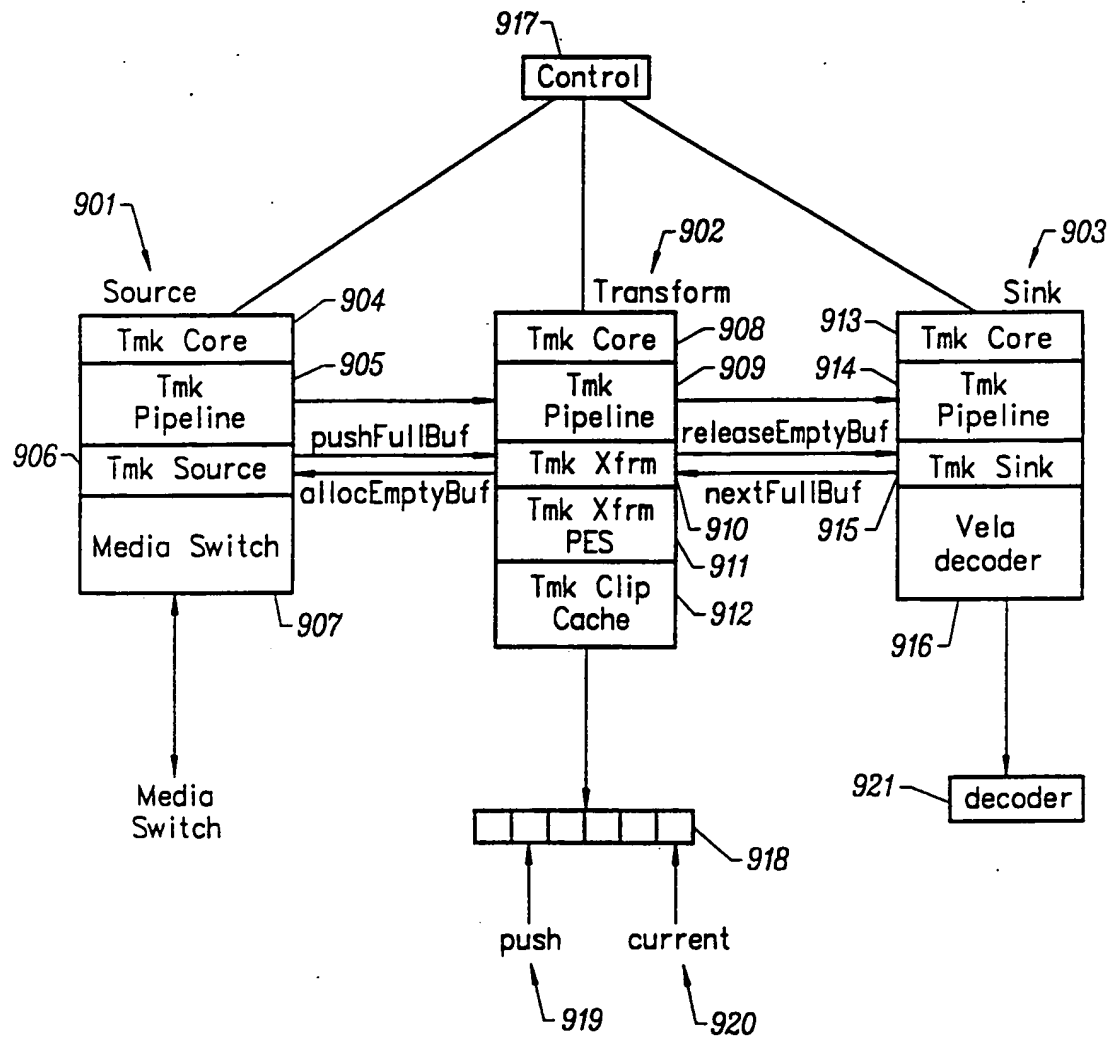 917
Control
901
902
903
Source
Transform
Sink
904
908
913
Tmk Core
Tmk Core
Tmk Core
905
909
914
Tmk
Pipeline
Tmk
Pipeline
Tmk
Pipeline
pushFullBuf
releaseEmptyBuf
906
Tmk Source
Tmk Xfrm
Tmk Sink
allocEmptyBuf
nextFullBuf
910
915
Media Switch
Tmk Xfrm
PES
Vela
decoder
911
Tmk Clip
Cache
912
907
916
Media
Switch
921
decoder
918
push
current
919
920